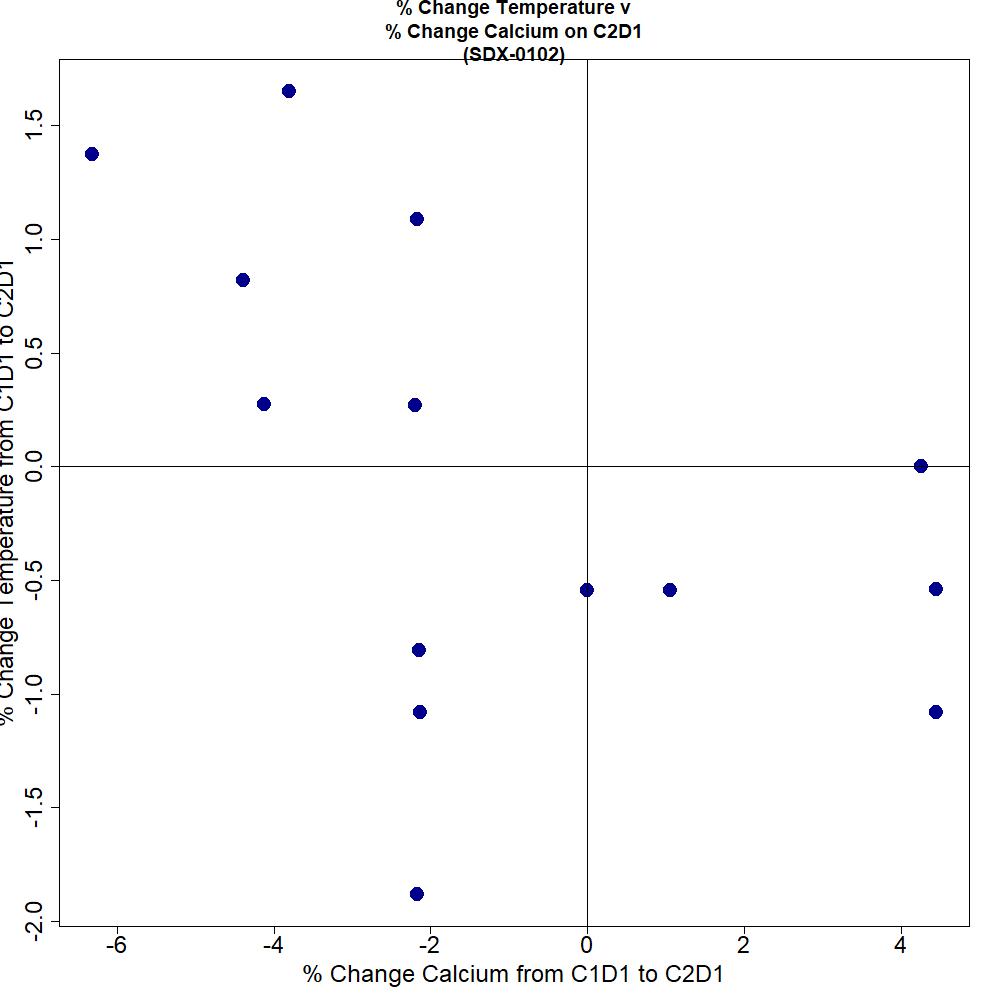 % Change Temperature v
% Change Calcium on C2D1
(SDX-0102)
% Change Temperature from C1D1 to C2D1
1.5
1.0
0.5
0.0
-0.5
-1.0
-1.5
-2.0
-6
-4
-2
0
2
4
% Change Calcium from C1D1 to C2D1